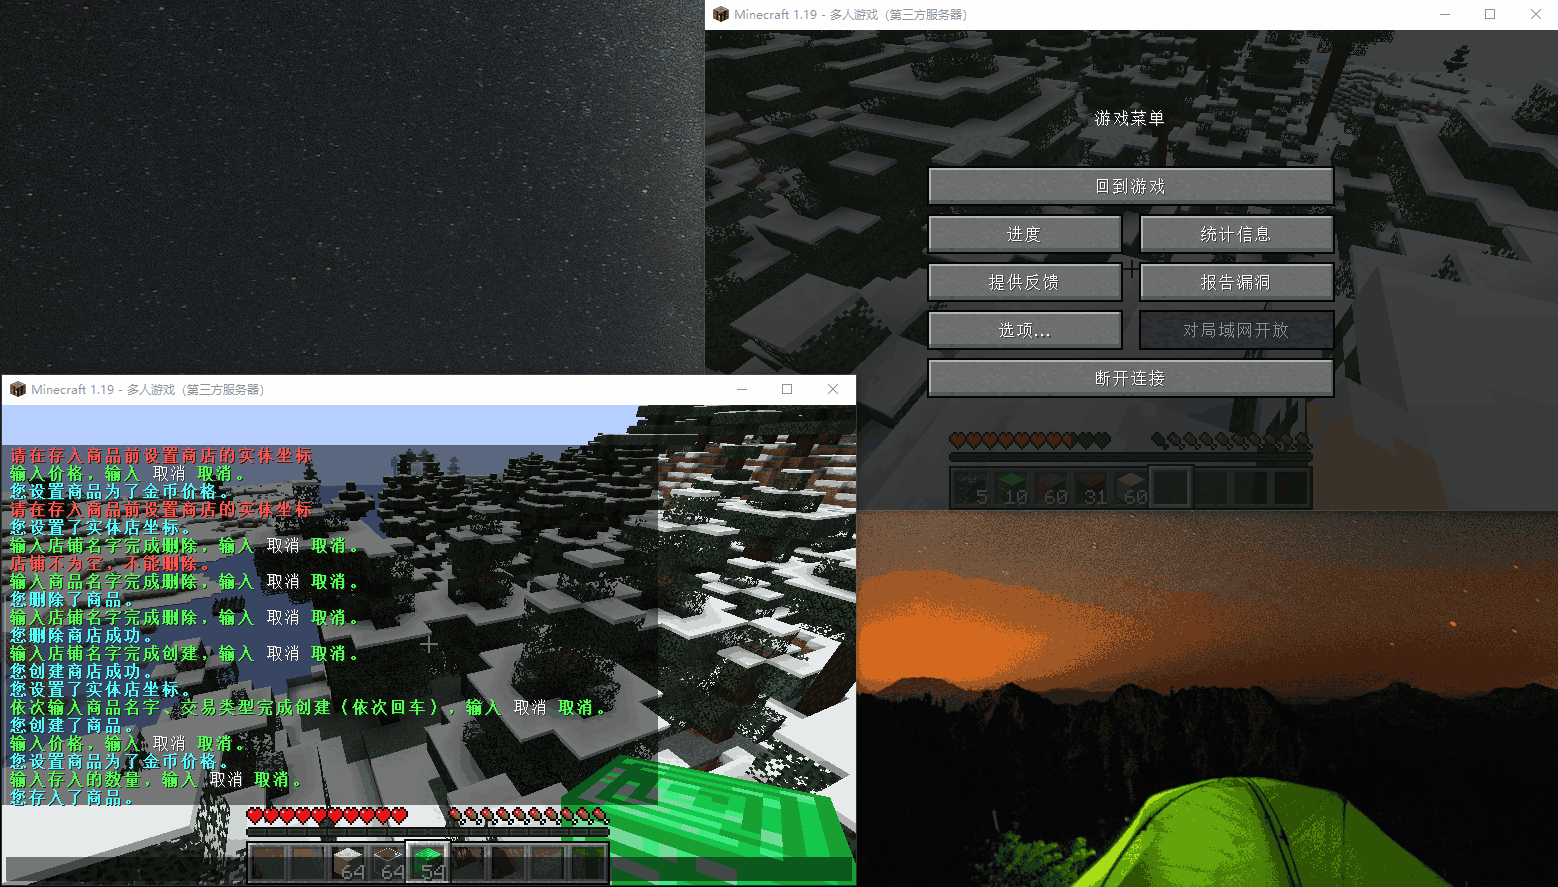 Minecraft 1.19 - 多人游戏（第三方服务器）
游戏菜单
回到游戏
进度
统计信息
提供反馈
报告漏洞
选项...
对局域网开放
断开连接
5 10 60 31 60
Minecraft 1.19 - 多人游戏（第三方服务器）
请在存入商品前设置商店的实体坐标
输入价格，输入 取消 取消。
您设置商品为了金币价格。
请在存入商品前设置商店的实体坐标
您设置了实体店坐标。
输入店铺名字完成删除，输入 取消 取消。
店铺不为空，不能删除。
输入商品名字完成删除，输入 取消 取消。
您删除了商品。
输入店铺名字完成删除，输入 取消 取消。
您删除商店成功。
输入店铺名字完成创建，输入 取消 取消。
您创建商店成功。
您设置了实体店坐标。
依次输入商品名字、交易类型完成创建（依次回车），输入 取消 取消。
您创建了商品。
输入价格，输入 取消 取消。
您设置商品为了金币价格。
输入存入的数量，输入 取消 取消。
您存入了商品。
64 64 54